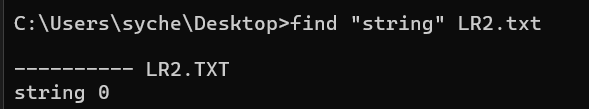 C:\Users\syche\Desktop>find "string" LR2.txt
---------- LR2.TXT
string 0